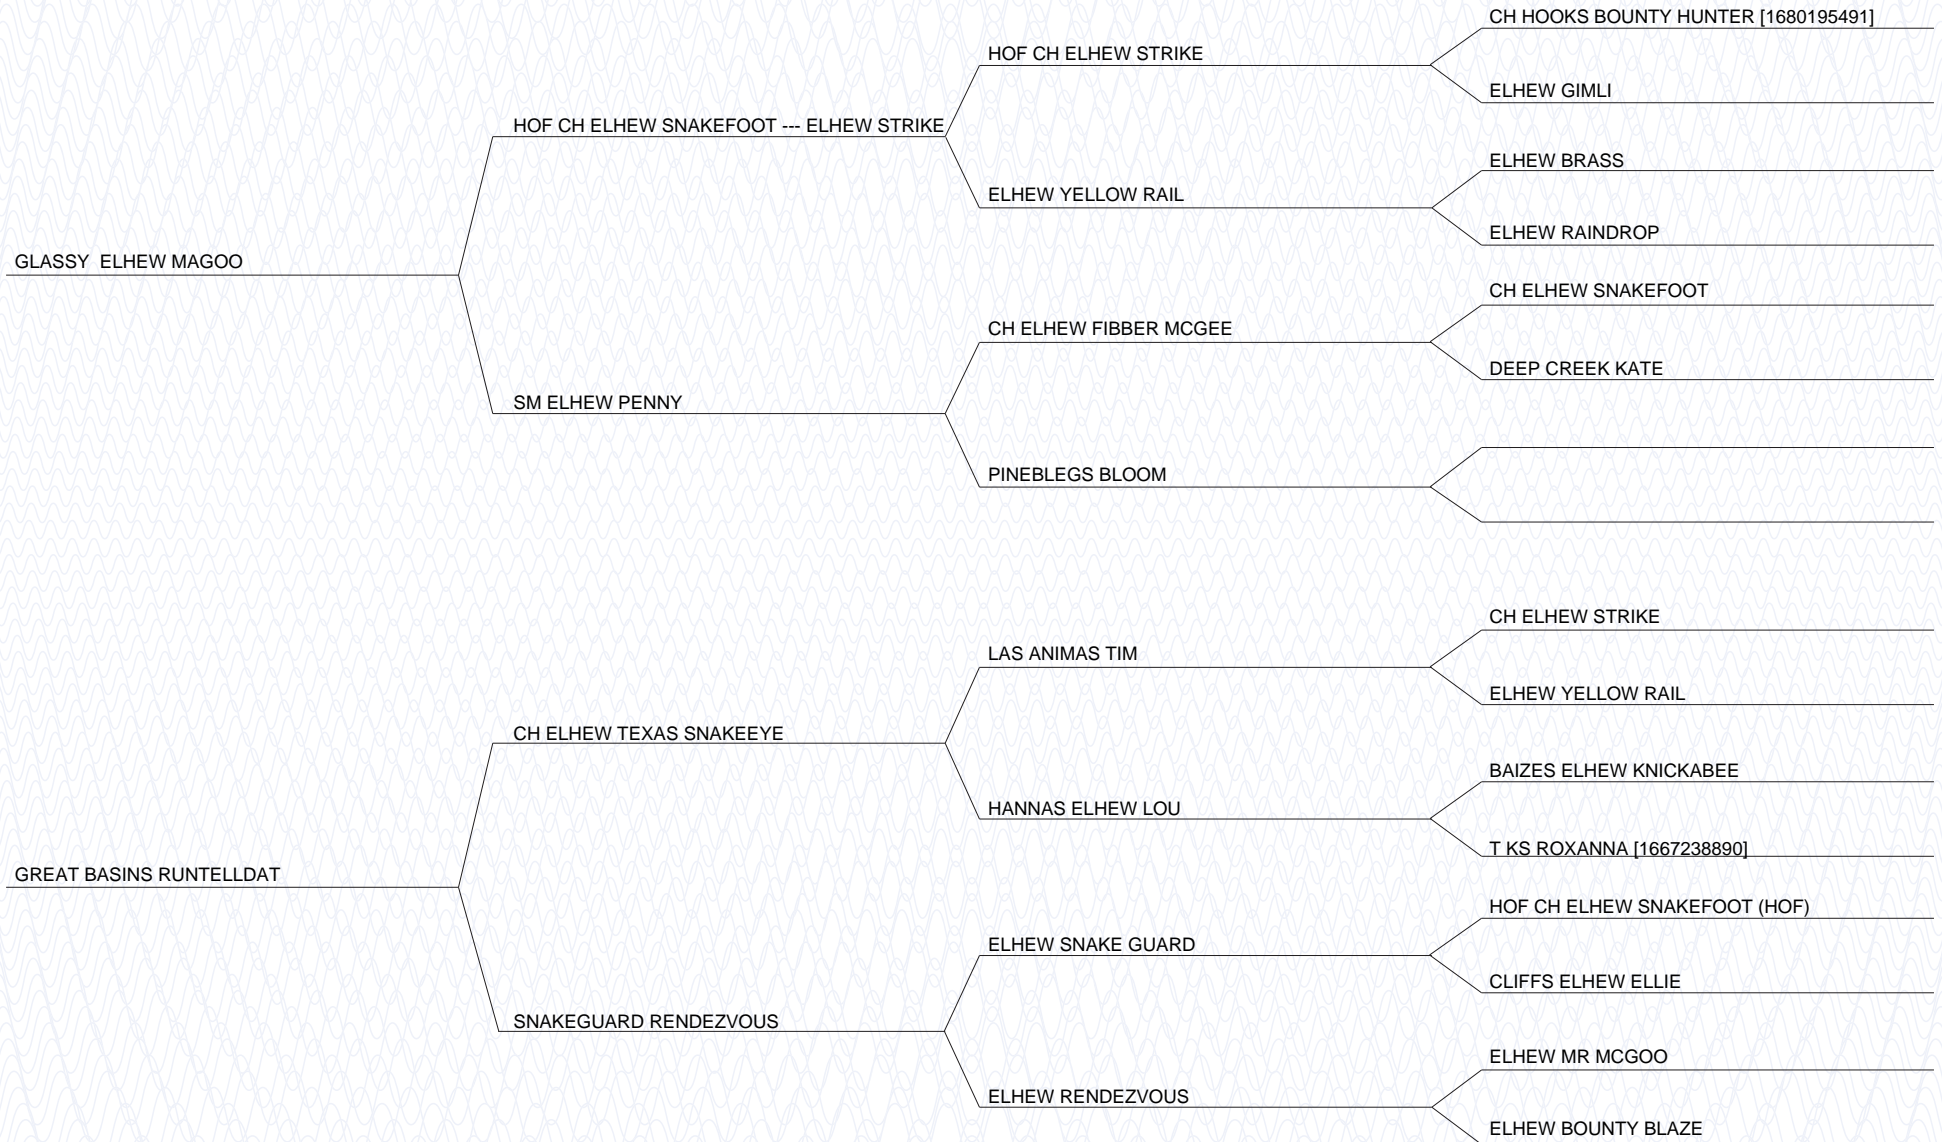 CH HOOKS BOUNTY HUNTER [1680195491]
HOF CH ELHEW STRIKE
ELHEW GIMLI
HOF CH ELHEW SNAKEFOOT --- ELHEW STRIKE
ELHEW BRASS
ELHEW YELLOW RAIL
ELHEW RAINDROP
GLASSY  ELHEW MAGOO
CH ELHEW SNAKEFOOT
CH ELHEW FIBBER MCGEE
DEEP CREEK KATE
SM ELHEW PENNY
PINEBLEGS BLOOM
CH ELHEW STRIKE
LAS ANIMAS TIM
ELHEW YELLOW RAIL
CH ELHEW TEXAS SNAKEEYE
BAIZES ELHEW KNICKABEE
HANNAS ELHEW LOU
T KS ROXANNA [1667238890]
GREAT BASINS RUNTELLDAT
HOF CH ELHEW SNAKEFOOT (HOF)
ELHEW SNAKE GUARD
CLIFFS ELHEW ELLIE
SNAKEGUARD RENDEZVOUS
ELHEW MR MCGOO
ELHEW RENDEZVOUS
ELHEW BOUNTY BLAZE